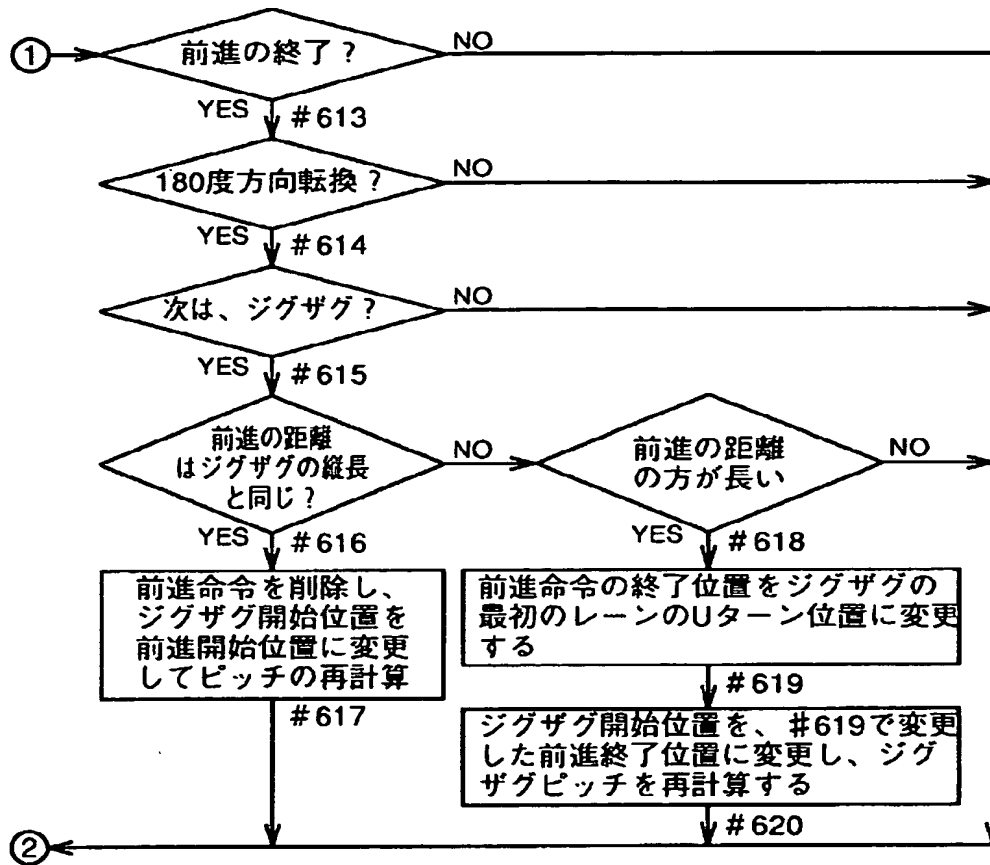 ①
前進の終了？
NO
YES
＃613
180度方向転換？
NO
YES
＃614
次は、ジグザグ？
NO
YES
＃615
前進の距離
はジグザグの縦長
と同じ？
NO
前進の距離
の方が長い
NO
YES
＃616
YES
＃618
前進命令を削除し、
ジグザグ開始位置を
前進開始位置に変更
してピッチの再計算
＃617
前進命令の終了位置をジグザグの
最初のレーンのUターン位置に変更
する
＃619
ジグザグ開始位置を、＃619で変更
した前進終了位置に変更し、ジグ
ザグピッチを再計算する
＃620
②